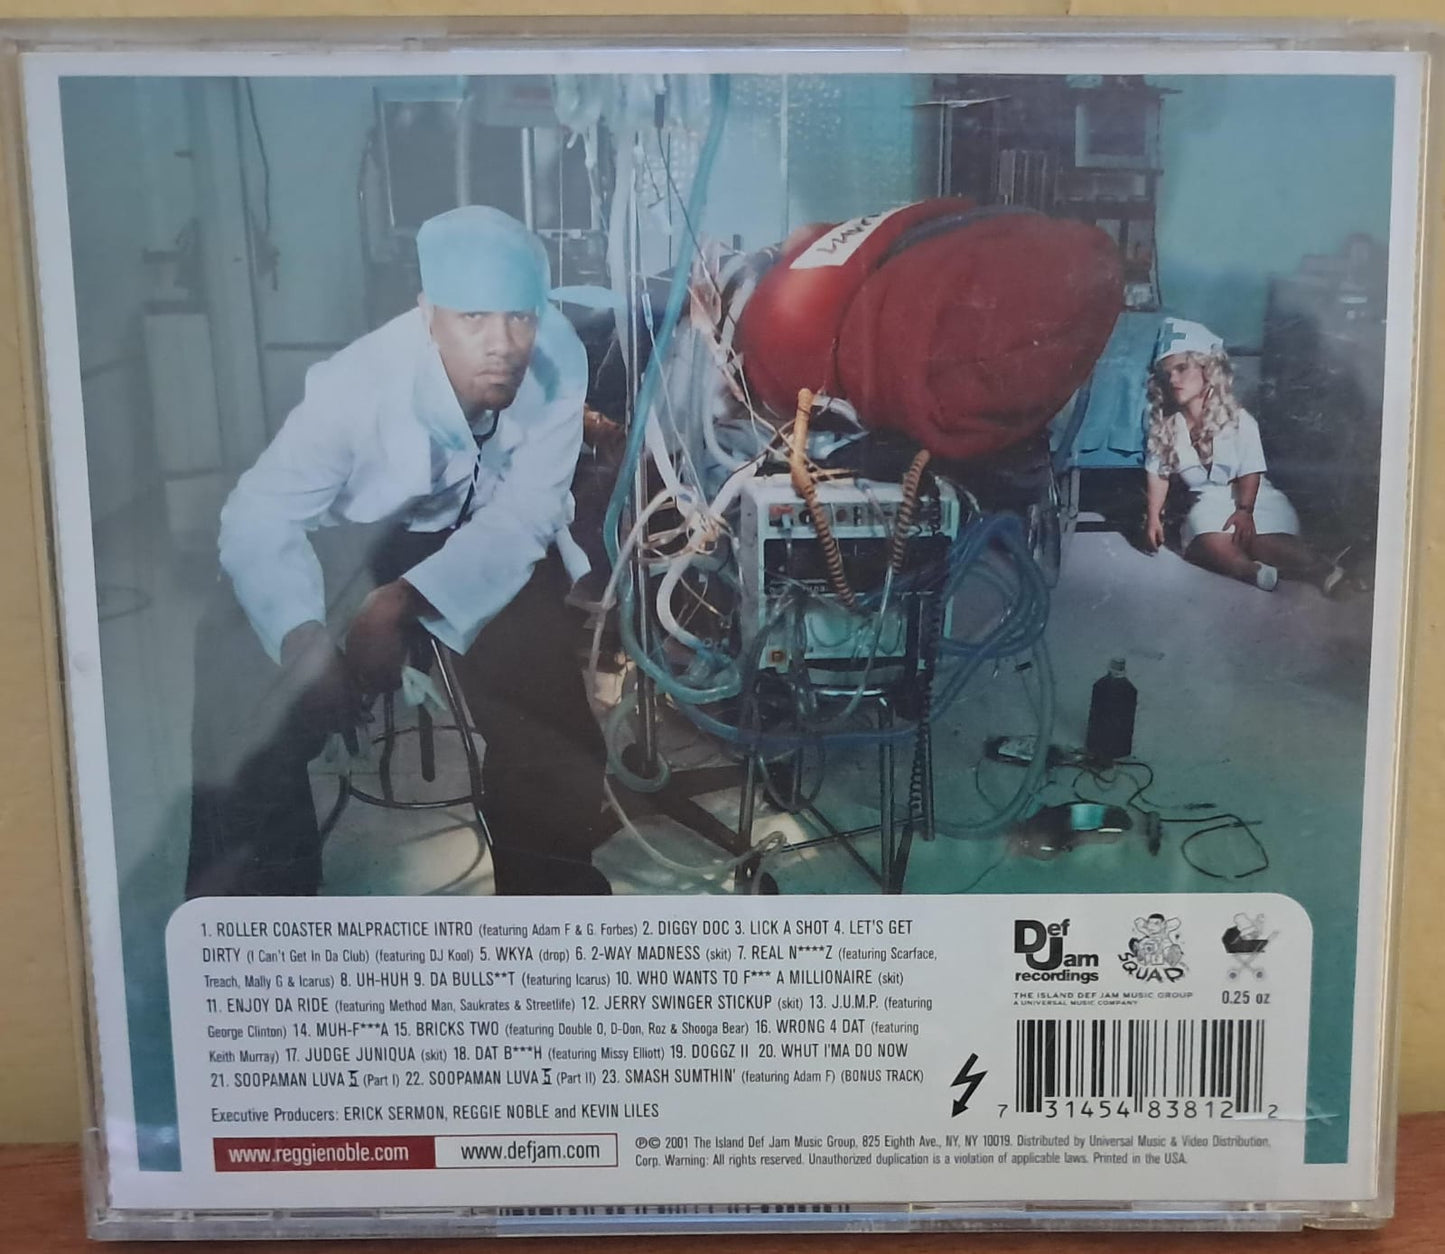 1. ROLLER COASTER MALPRACTICE INTRO (featuring Adam F & G. Forbes) 2. DIGGY DOC 3. LICK A SHOT 4. LET'S GET
DIRTY (I Can't Get In Da Club) (featuring DJ Kool) 5. WKYA (drop) 6. 2-WAY MADNESS (skit) 7. REAL N****Z (featuring Scarface,
Treach, Mally G & Icarus) 8. UH-HUH 9. DA BULLS**T (featuring Icarus) 10. WHO WANTS TO F*** A MILLIONAIRE (skit)
11. ENJOY DA RIDE (featuring Method Man, Saukrates & Streetlife) 12. JERRY SWINGER STICKUP (skit) 13. J.U.M.P. (featuring
George Clinton) 14. MUH-F***A 15. BRICKS TWO (featuring Double O, D-Don, Roz & Shooga Bear) 16. WRONG 4 DAT (featuring
Keith Murray) 17. JUDGE JUNIQUA (skit) 18. DAT B***H (featuring Missy Elliott) 19. DOGGZ II 20. WHUT I'MA DO NOW
21. SOOPAMAN LUVA 5 (Part I) 22. SOOPAMAN LUVA 5 (Part II) 23. SMASH SUMTHIN' (featuring Adam F) (BONUS TRACK)
Executive Producers: ERICK SERMON, REGGIE NOBLE and KEVIN LILES
www.reggienoble.com www.defjam.com
Def Jam
recordings
THE ISLAND DEF JAM MUSIC GROUP
A UNIVERSAL MUSIC COMPANY
DEF SQUAD
0.25 oz
7 31454 83812 2
℗© 2001 The Island Def Jam Music Group, 825 Eighth Ave., NY, NY 10019. Distributed by Universal Music & Video Distribution,
Corp. Warning: All rights reserved. Unauthorized duplication is a violation of applicable laws. Printed in the USA.